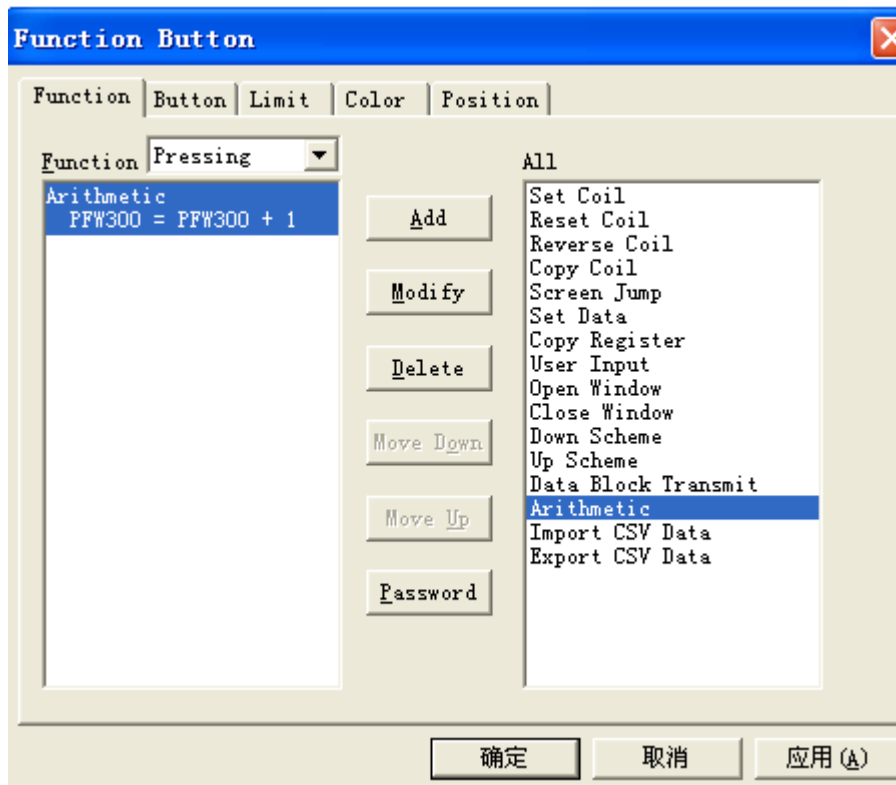 Function Button
Function Button Limit Color Position
Function Pressing
Arithmetic
PFW300 = PFW300 + 1
Add
Modify
Delete
Move Down
Move Up
Password
All
Set Coil
Reset Coil
Reverse Coil
Copy Coil
Screen Jump
Set Data
Copy Register
User Input
Open Window
Close Window
Down Scheme
Up Scheme
Data Block Transmit
Arithmetic
Import CSV Data
Export CSV Data
确定 取消 应用(A)